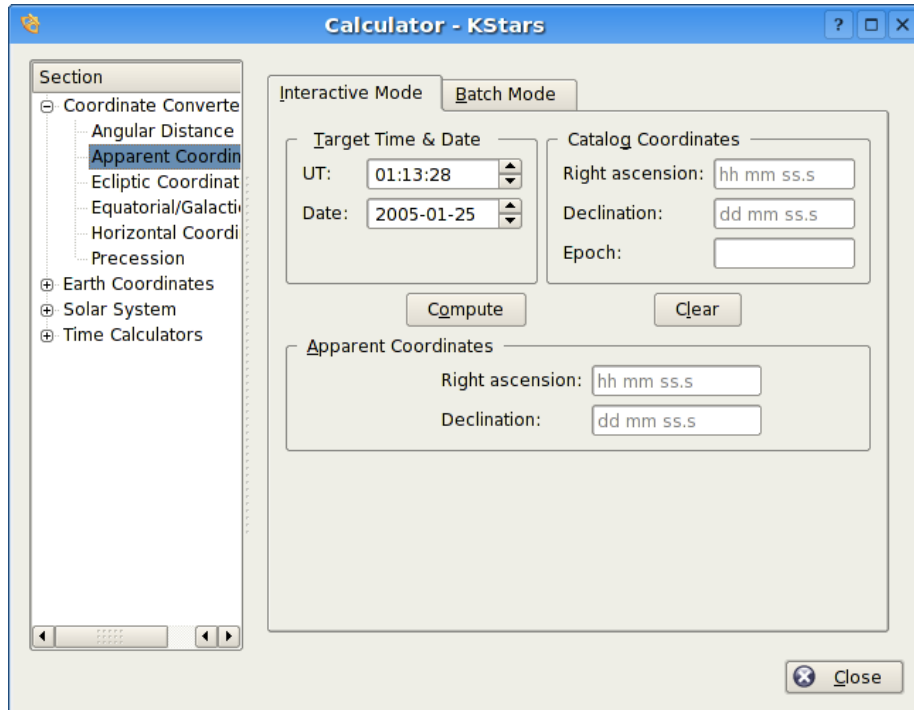 Calculator - KStars
Section
Coordinate Converte
Angular Distance
Apparent Coordin
Ecliptic Coordinat
Equatorial/Galacti
Horizontal Coordi
Precession
Earth Coordinates
Solar System
Time Calculators
Interactive Mode
Batch Mode
Target Time & Date
UT: 01:13:28
Date: 2005-01-25
Catalog Coordinates
Right ascension: hh mm ss.s
Declination: dd mm ss.s
Epoch:
Compute
Clear
Apparent Coordinates
Right ascension: hh mm ss.s
Declination: dd mm ss.s
Close